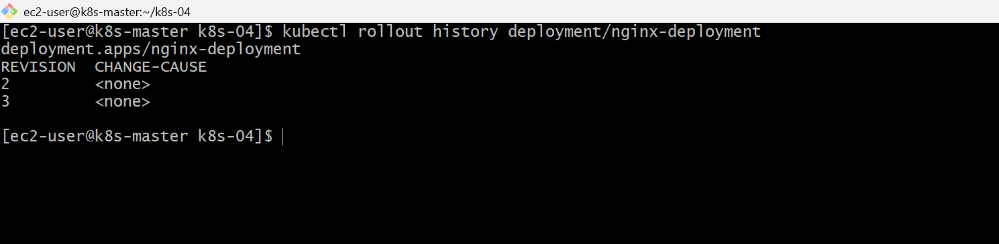 ec2-user@k8s-master:~/k8s-04
[ec2-user@k8s-master k8s-04]$ kubectl rollout history deployment/nginx-deployment
deployment.apps/nginx-deployment
REVISION  CHANGE-CAUSE
2         <none>
3         <none>
[ec2-user@k8s-master k8s-04]$